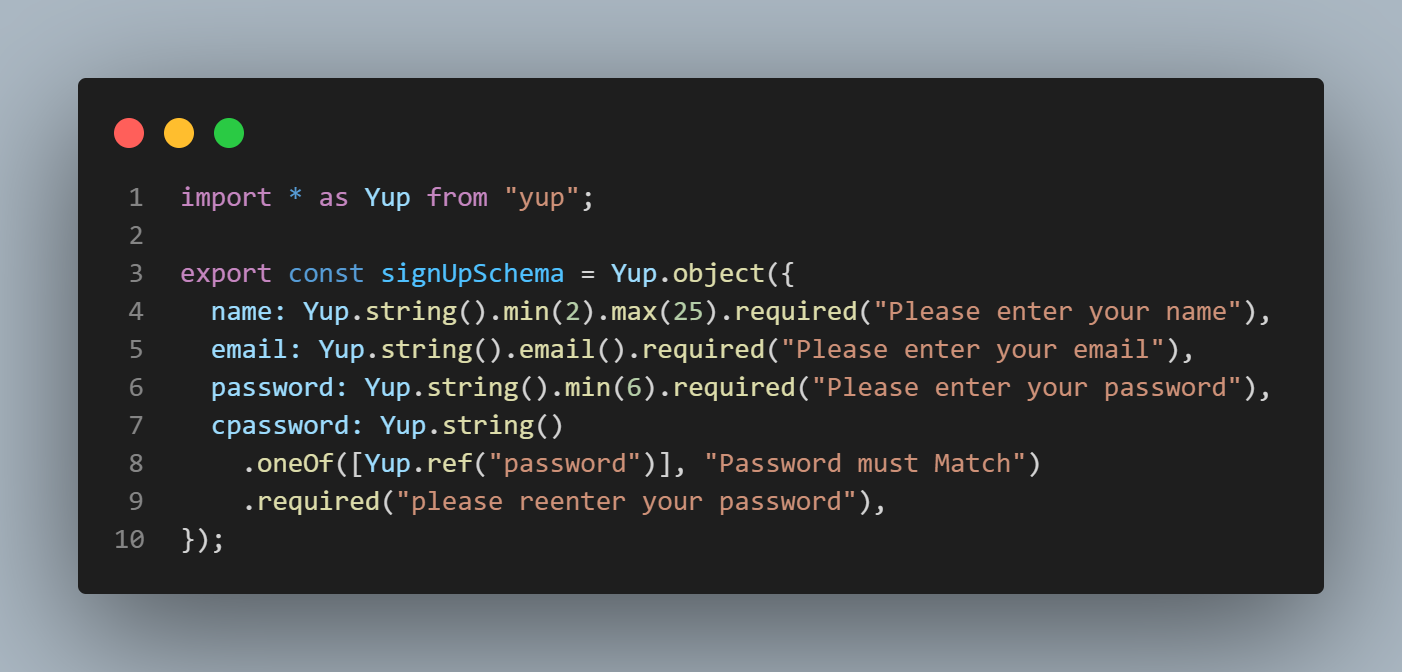 1 import * as Yup from "yup";
2
3 export const signUpSchema = Yup.object({
4   name: Yup.string().min(2).max(25).required("Please enter your name"),
5   email: Yup.string().email().required("Please enter your email"),
6   password: Yup.string().min(6).required("Please enter your password"),
7   cpassword: Yup.string()
8     .oneOf([Yup.ref("password")], "Password must Match")
9     .required("please reenter your password"),
10 });